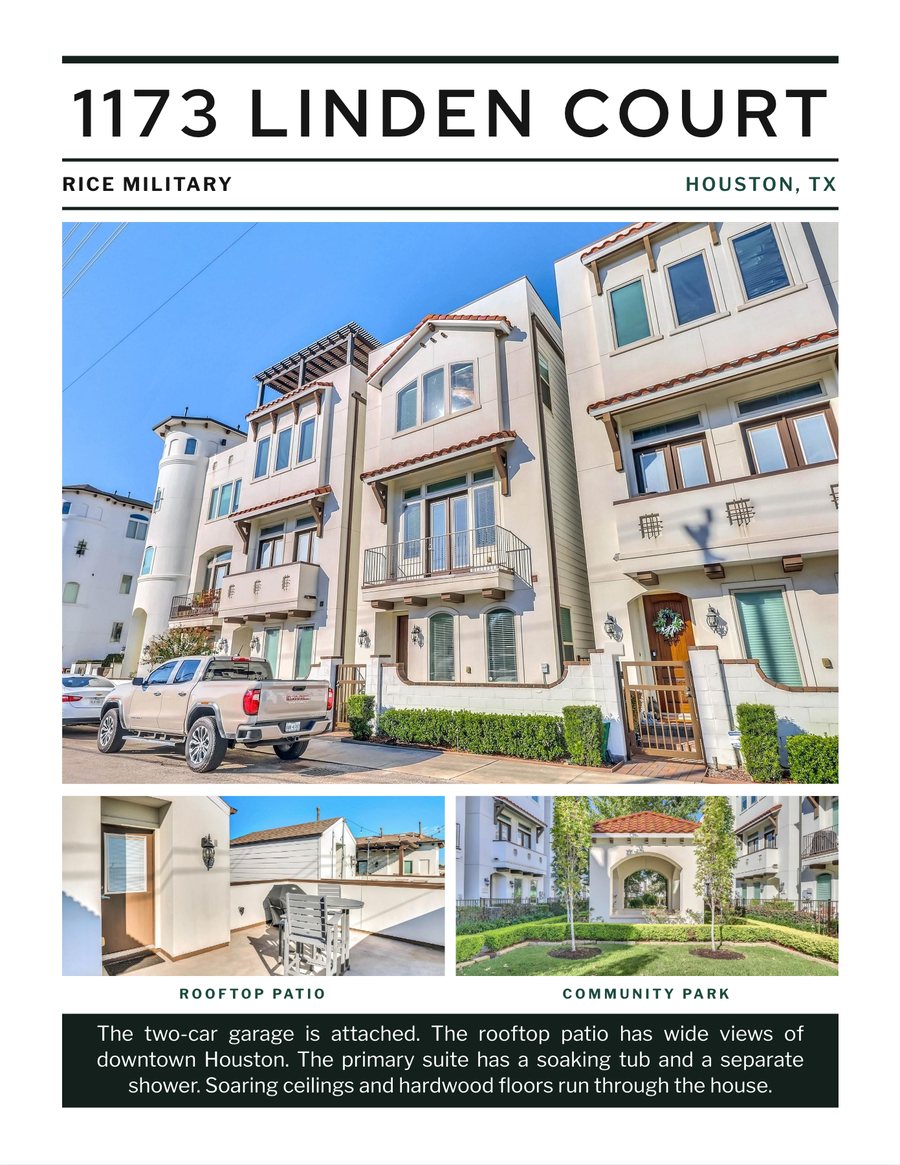 1173 LINDEN COURT
RICE MILITARY
HOUSTON, TX
ROOFTOP PATIO
COMMUNITY PARK
The two-car garage is attached. The rooftop patio has wide views of
downtown Houston. The primary suite has a soaking tub and a separate
shower. Soaring ceilings and hardwood floors run through the house.